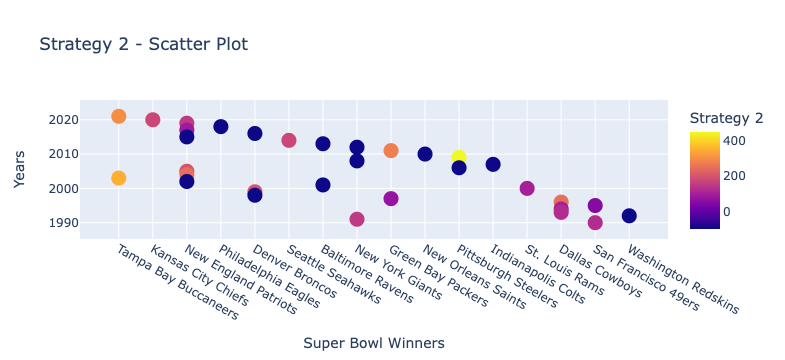 Strategy 2 - Scatter Plot
Strategy 2
400
200
0
Years
2020
2010
2000
1990
Tampa Bay Buccaneers
Kansas City Chiefs
New England Patriots
Philadelphia Eagles
Denver Broncos
Seattle Seahawks
Baltimore Ravens
New York Giants
Green Bay Packers
New Orleans Saints
Pittsburgh Steelers
Indianapolis Colts
St. Louis Rams
Dallas Cowboys
San Francisco 49ers
Washington Redskins
Super Bowl Winners